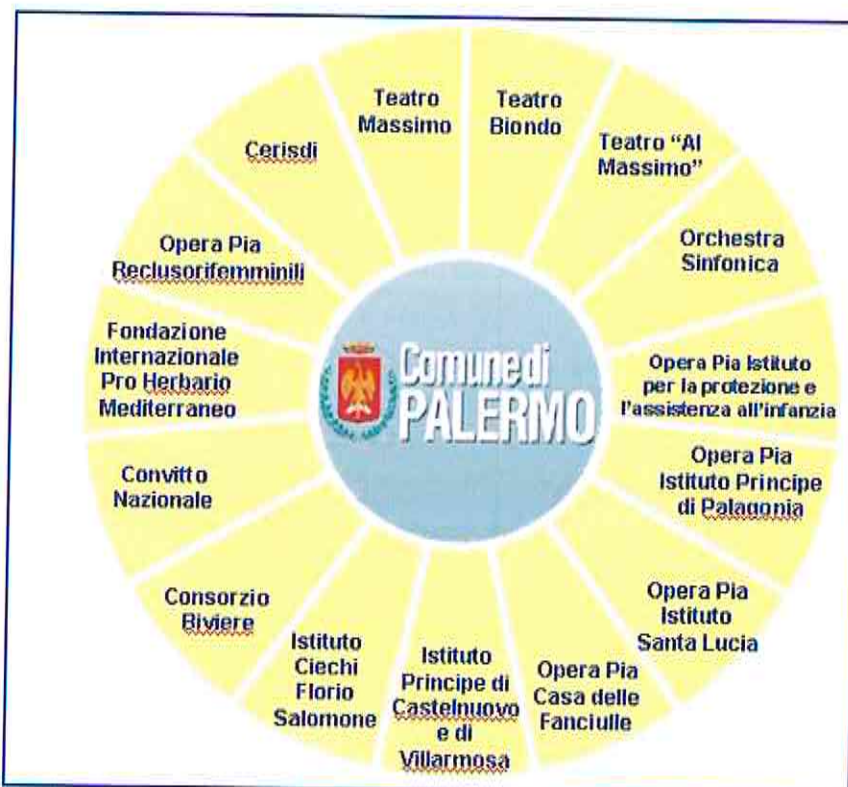 Teatro
Massimo
Teatro
Biondo
Teatro "Al
Massimo"
Orchestra
Sinfonica
Opera Pia Istituto
per la protezione e
l'assistenza all'infanzia
Opera Pia
Istituto Principe
di Palagonia
Opera Pia
Istituto
Santa Lucia
Opera Pia
Casa delle
Fanciulle
Istituto
Principe di
Castelnuovo
e di
Villarmosa
Istituto
Ciechi
Florio
Salomone
Consorzio
Biviere
Convitto
Nazionale
Fondazione
Internazionale
Pro Herbario
Mediterraneo
Opera Pia
Reclusorifemminili
Cerisdi
Comune di
PALERMO